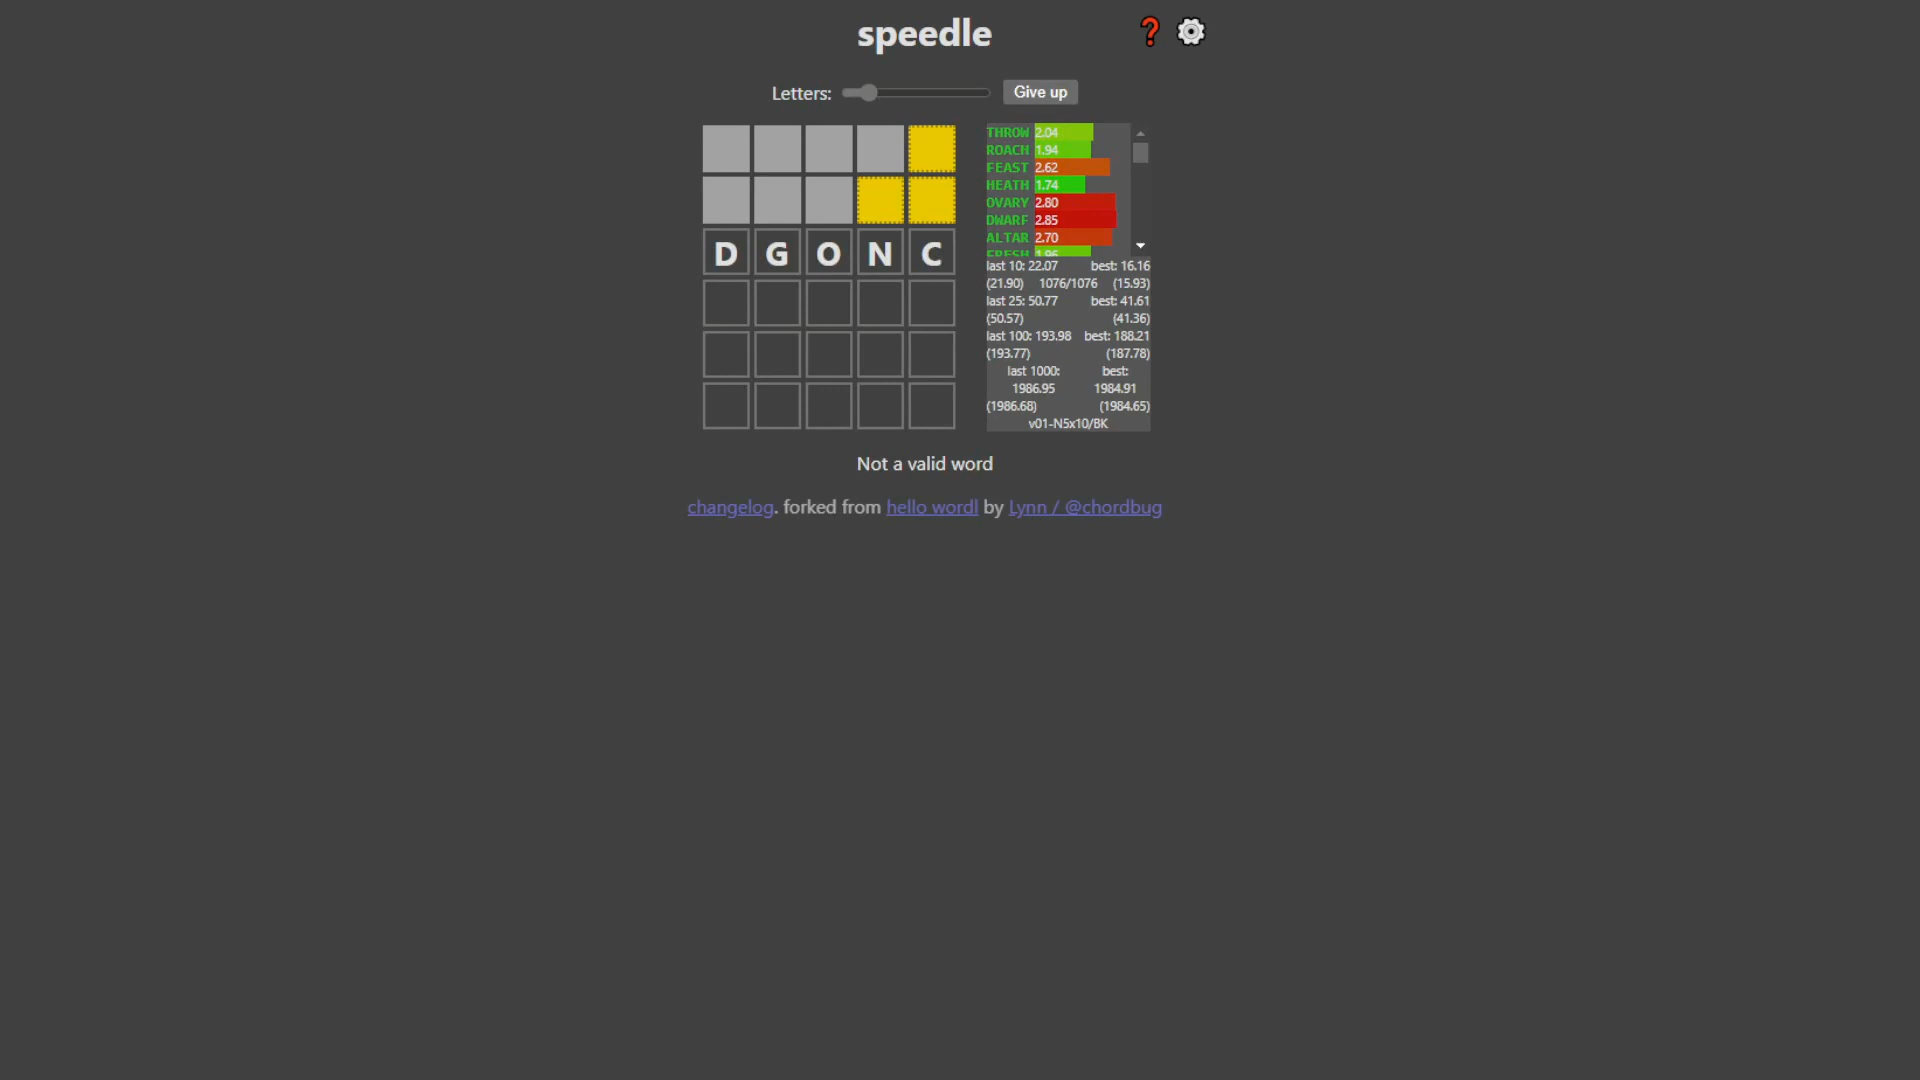 speedle
Letters: Give up
D G O N C
THROW 2.04
ROACH 1.94
FEAST 2.62
HEATH 1.74
OVARY 2.80
DWARF 2.85
ALTAR 2.70
FRESH 1.96
last 10: 22.07 best: 16.16
(21.90) 1076/1076 (15.93)
last 25: 50.77 best: 41.61
(50.57) (41.36)
last 100: 193.98 best: 188.21
(193.77) (187.78)
last 1000: best:
1986.95 1984.91
(1986.68) (1984.65)
v01-N5x10/BK
Not a valid word
changelog. forked from hello wordl by Lynn / @chordbug